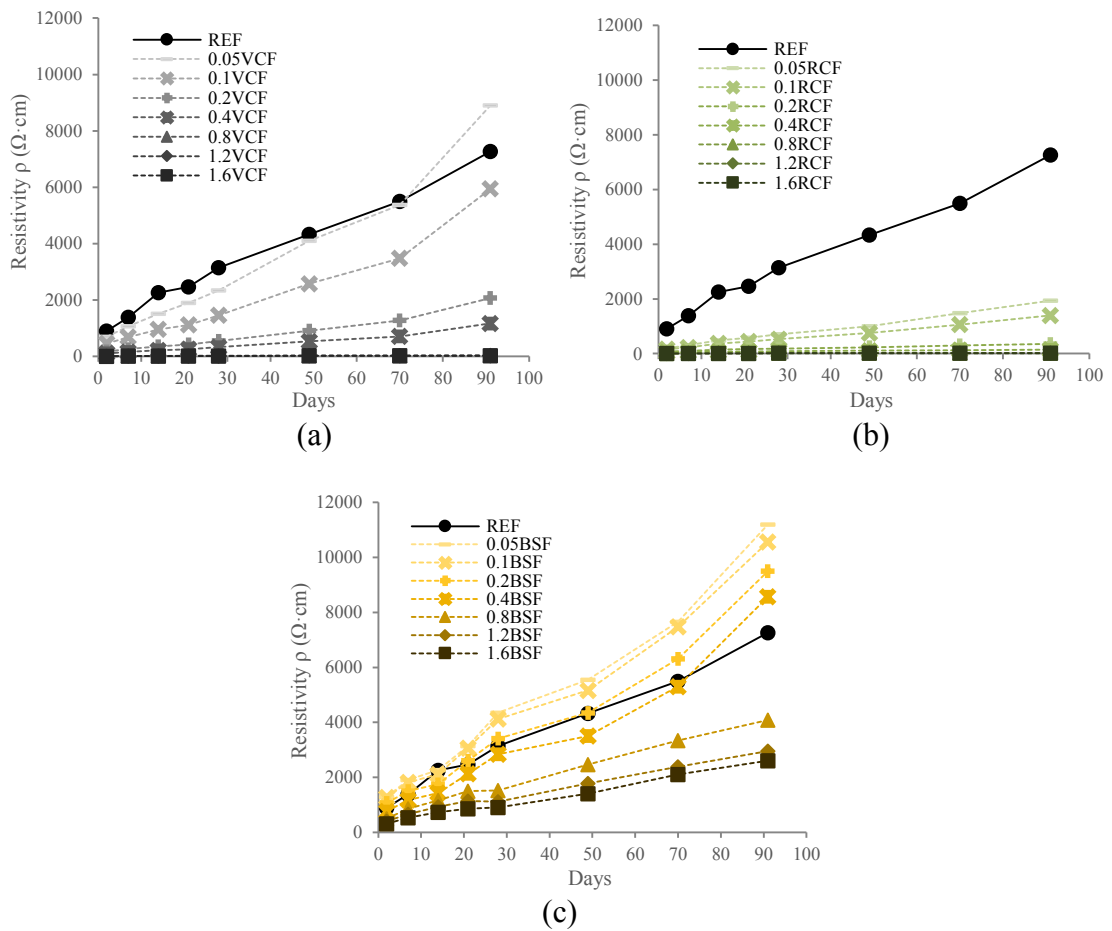 12000
10000
8000
6000
4000
2000
0
Resistivity ρ (Ω·cm)
REF
0.05VCF
0.1VCF
0.2VCF
0.4VCF
0.8VCF
1.2VCF
1.6VCF
0 10 20 30 40 50 60 70 80 90 100
Days
(a)
12000
10000
8000
6000
4000
2000
0
Resistivity ρ (Ω·cm)
REF
0.05RCF
0.1RCF
0.2RCF
0.4RCF
0.8RCF
1.2RCF
1.6RCF
0 10 20 30 40 50 60 70 80 90 100
Days
(b)
12000
10000
8000
6000
4000
2000
0
Resistivity ρ (Ω·cm)
REF
0.05BSF
0.1BSF
0.2BSF
0.4BSF
0.8BSF
1.2BSF
1.6BSF
0 10 20 30 40 50 60 70 80 90 100
Days
(c)